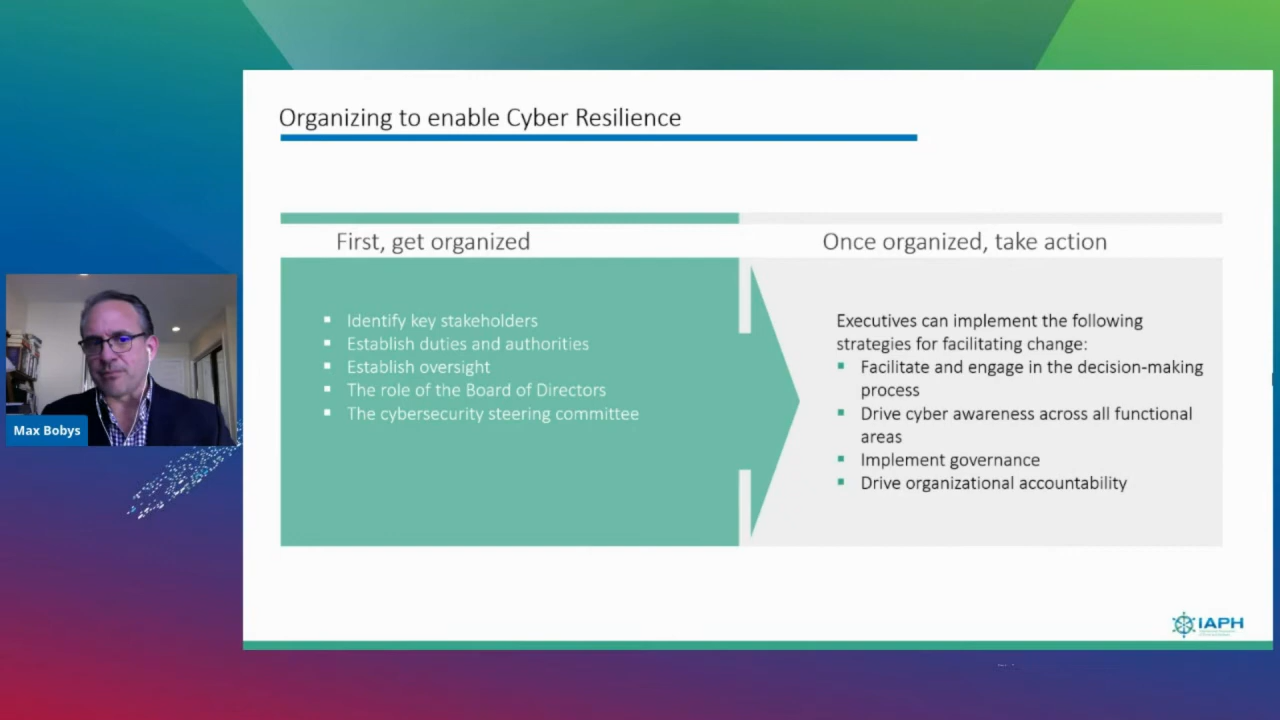 Organizing to enable Cyber Resilience
First, get organized
Identify key stakeholders
Establish duties and authorities
Establish oversight
The role of the Board of Directors
The cybersecurity steering committee
Once organized, take action
Executives can implement the following
strategies for facilitating change:
Facilitate and engage in the decision-making
process
Drive cyber awareness across all functional
areas
Implement governance
Drive organizational accountability
Max Bobys
IAPH